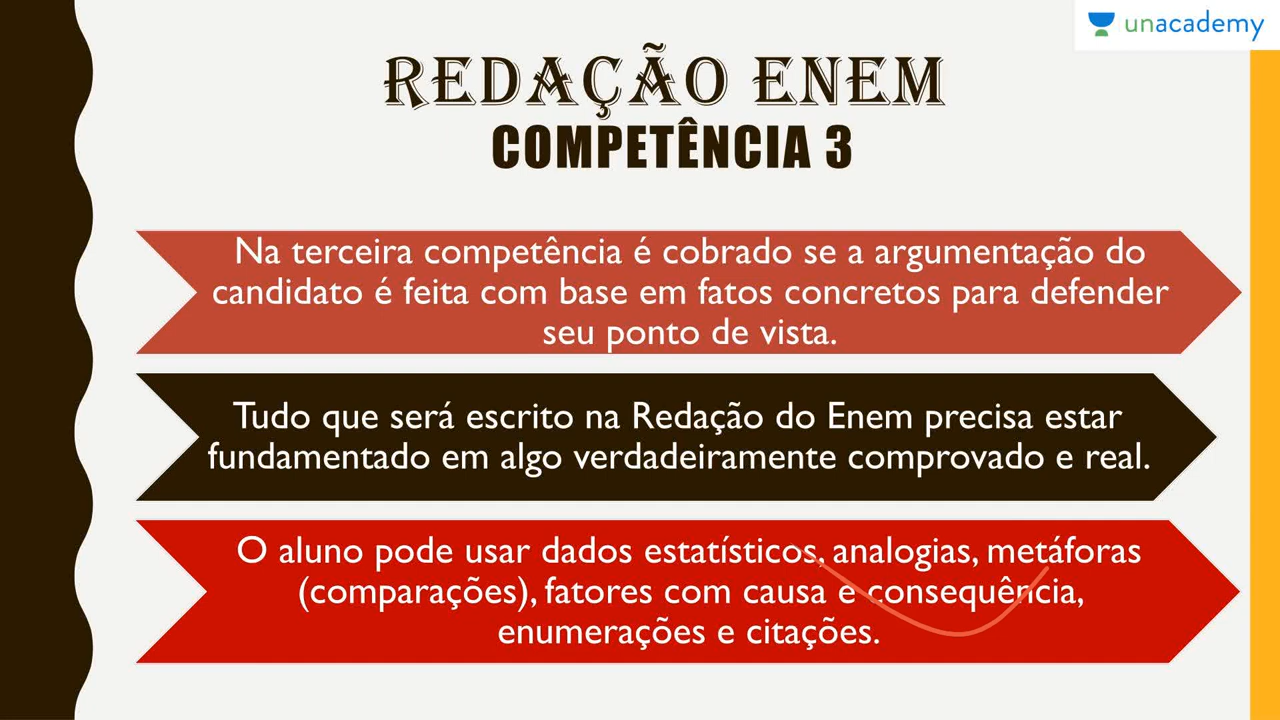 unacademy
REDAÇÃO ENEM
COMPETÊNCIA 3
Na terceira competência é cobrado se a argumentação do
candidato é feita com base em fatos concretos para defender
seu ponto de vista.
Tudo que será escrito na Redação do Enem precisa estar
fundamentado em algo verdadeiramente comprovado e real.
O aluno pode usar dados estatísticos, analogias, metáforas
(comparações), fatores com causa e consequência,
enumerações e citações.